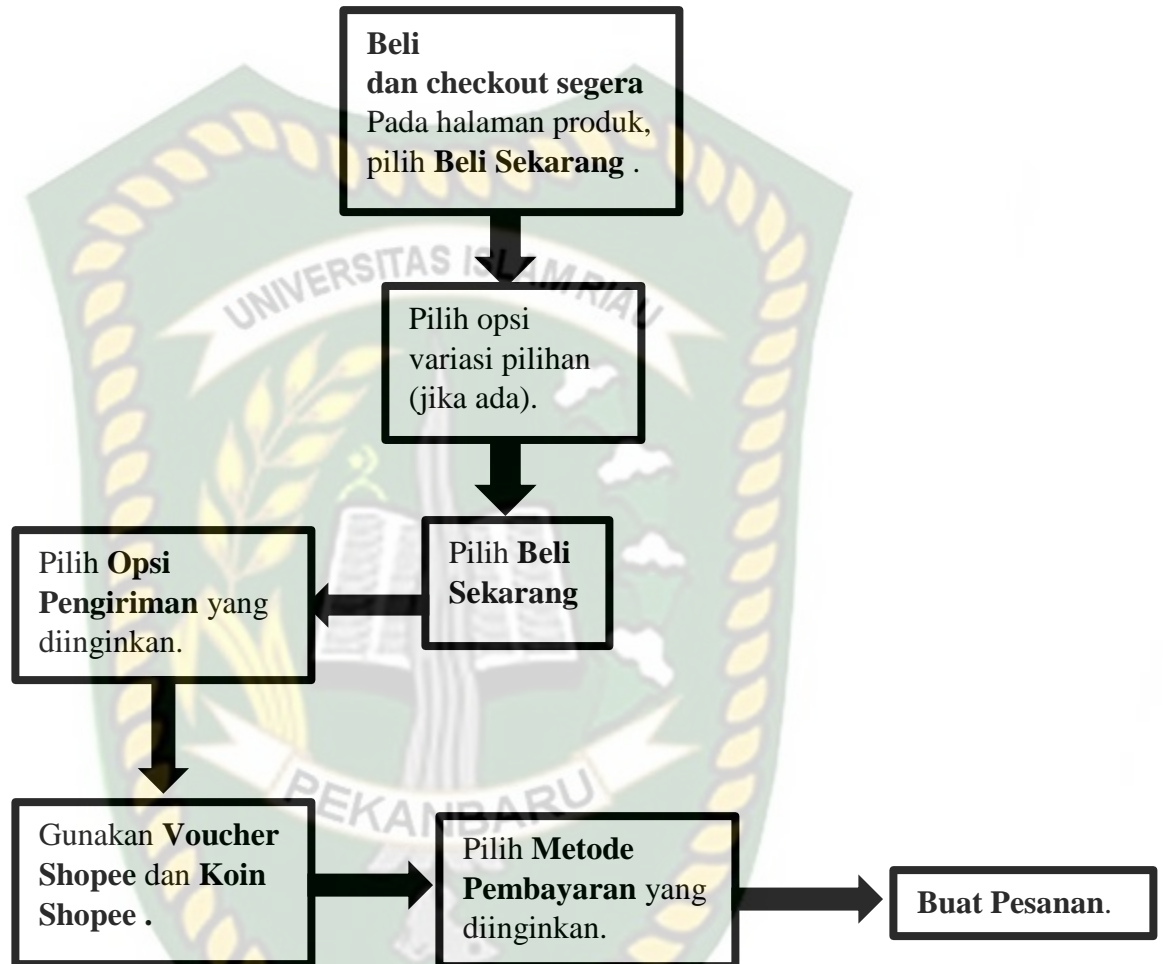 Beli
dan checkout segera
Pada halaman produk,
pilih Beli Sekarang .
UNIVERSITAS ISLAM RIAU
Pilih opsi
variasi pilihan
(jika ada).
Pilih Beli
Sekarang
Pilih Opsi
Pengiriman yang
diinginkan.
PEKANBARU
Gunakan Voucher
Shopee dan Koin
Shopee .
Pilih Metode
Pembayaran yang
diinginkan.
Buat Pesanan.